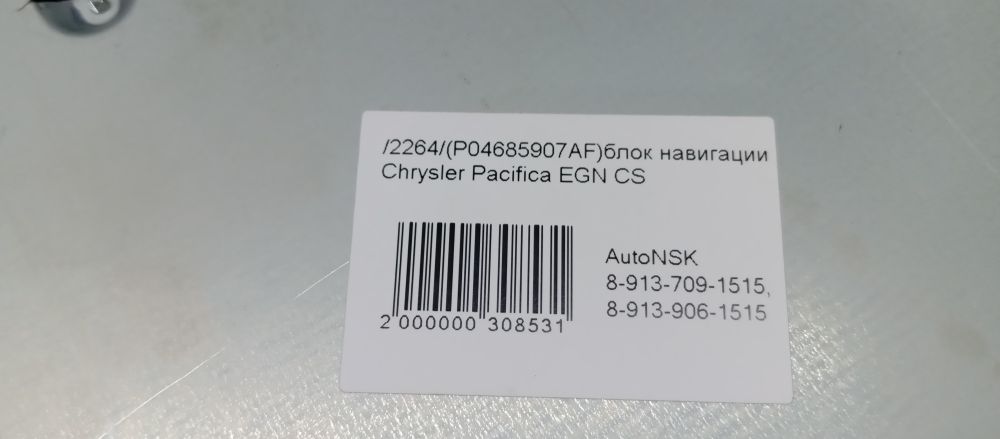 /2264/(P04685907AF)блок навигации
Chrysler Pacifica EGN CS
AutoNSK
8-913-709-1515,
8-913-906-1515
2 000000 308531